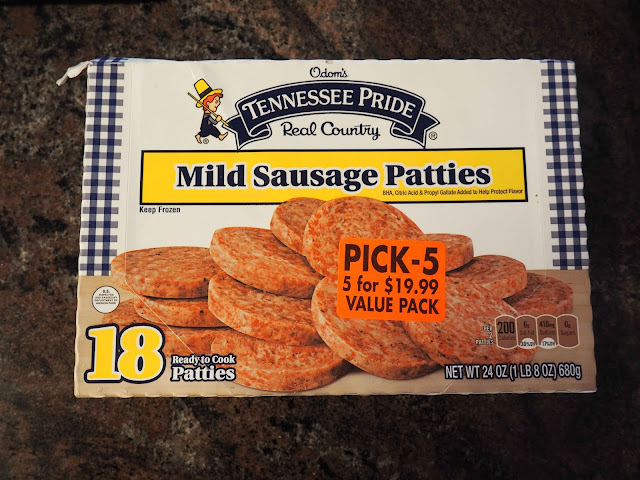 Odom's
TENNESSEE PRIDE
Real Country
Mild Sausage Patties
BHA, Citric Acid & Propyl Gallate Added to Help Protect Flavor
Keep Frozen
PICK-5
5 for $19.99
VALUE PACK
18
Ready to Cook
Patties
200
NET WT 24 OZ (1 LB 8 OZ) 680g